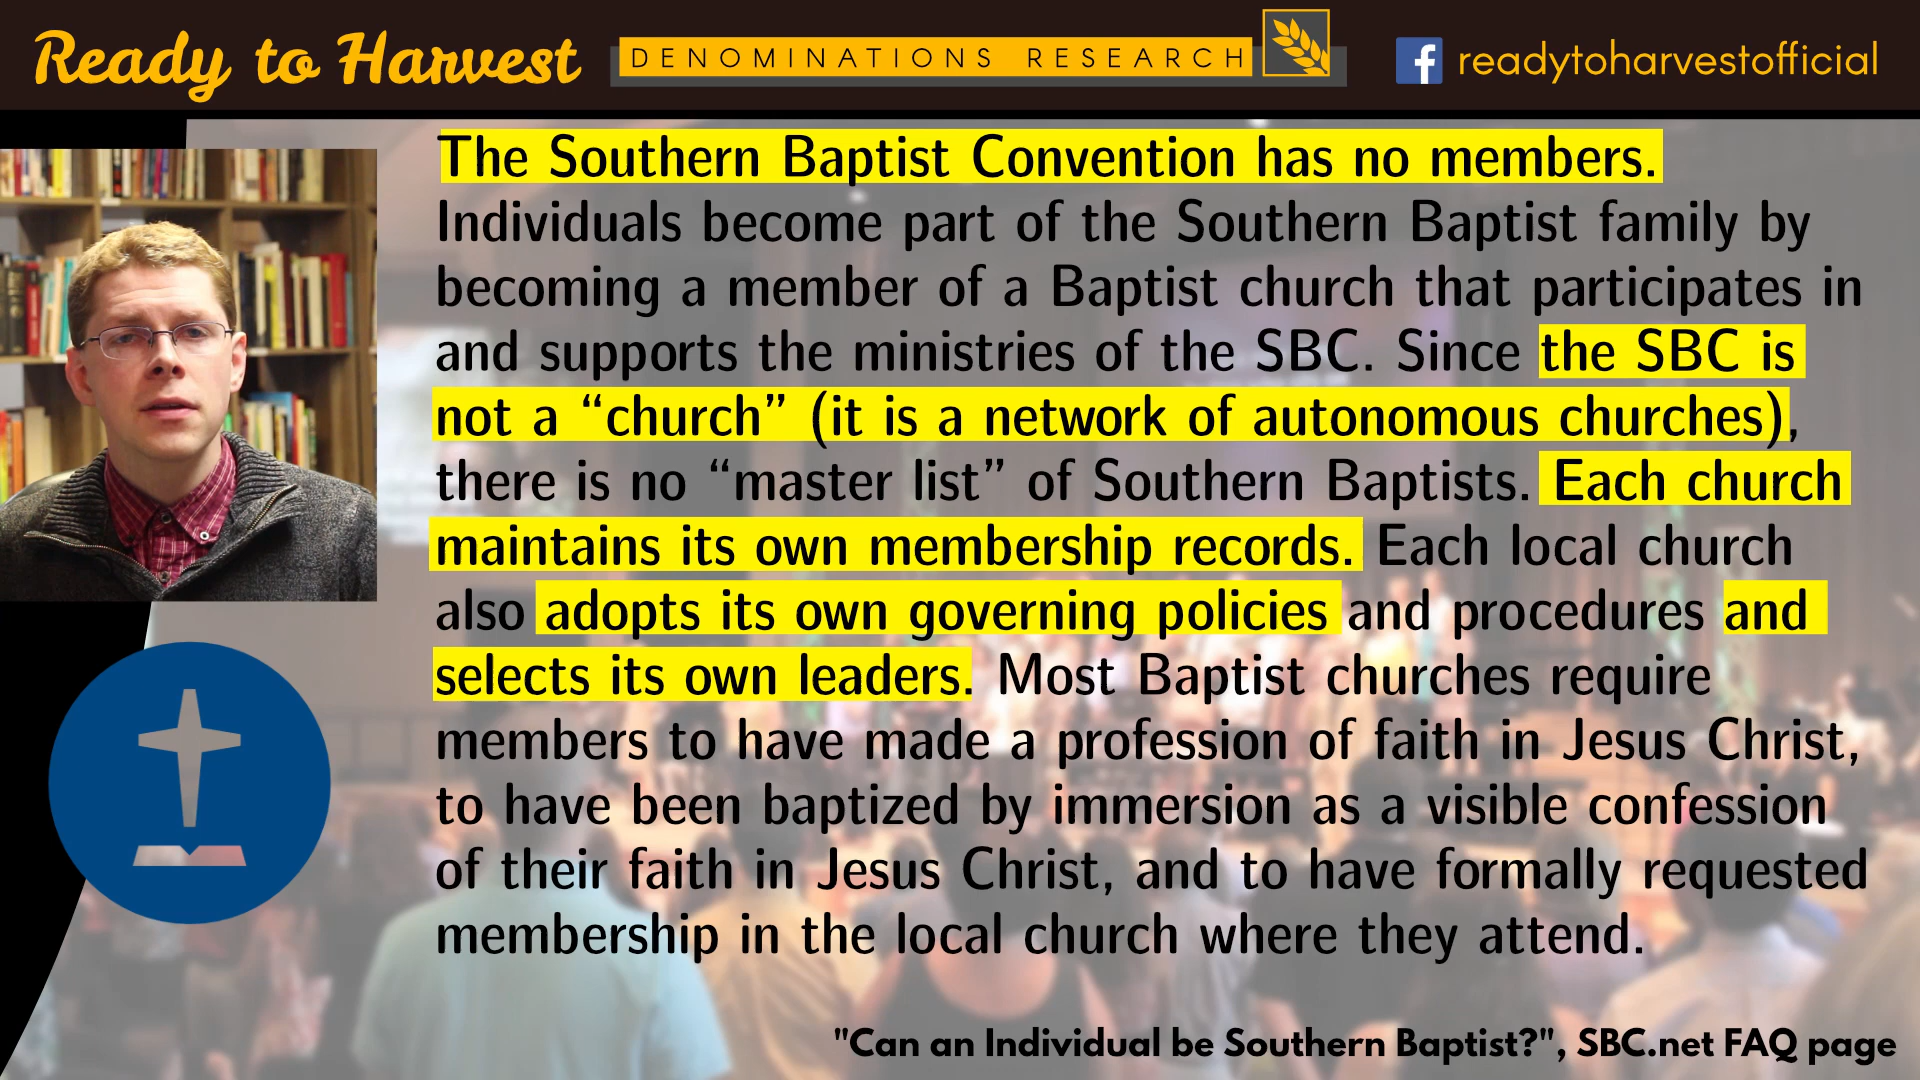 Ready to Harvest
DENOMINATIONS RESEARCH
readytoharvestofficial
The Southern Baptist Convention has no members.
Individuals become part of the Southern Baptist family by
becoming a member of a Baptist church that participates in
and supports the ministries of the SBC. Since the SBC is
not a “church” (it is a network of autonomous churches),
there is no “master list” of Southern Baptists. Each church
maintains its own membership records. Each local church
also adopts its own governing policies and procedures and
selects its own leaders. Most Baptist churches require
members to have made a profession of faith in Jesus Christ,
to have been baptized by immersion as a visible confession
of their faith in Jesus Christ, and to have formally requested
membership in the local church where they attend.
"Can an Individual be Southern Baptist?", SBC.net FAQ page